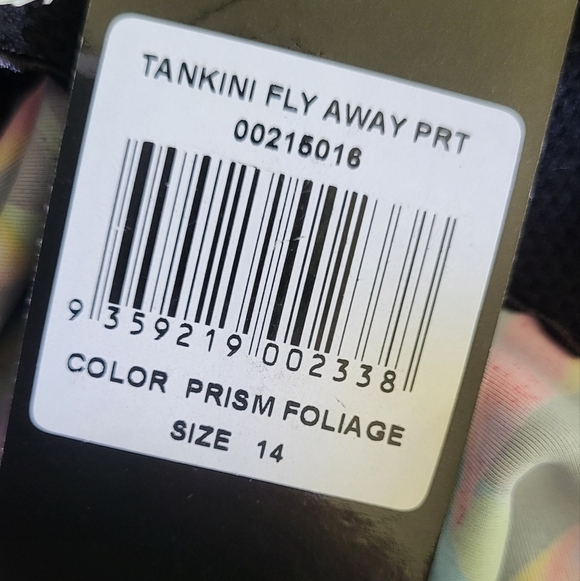 TANKINI FLY AWAY PRT
00215016
9 359219 002338
COLOR PRISM FOLIAGE
SIZE 14